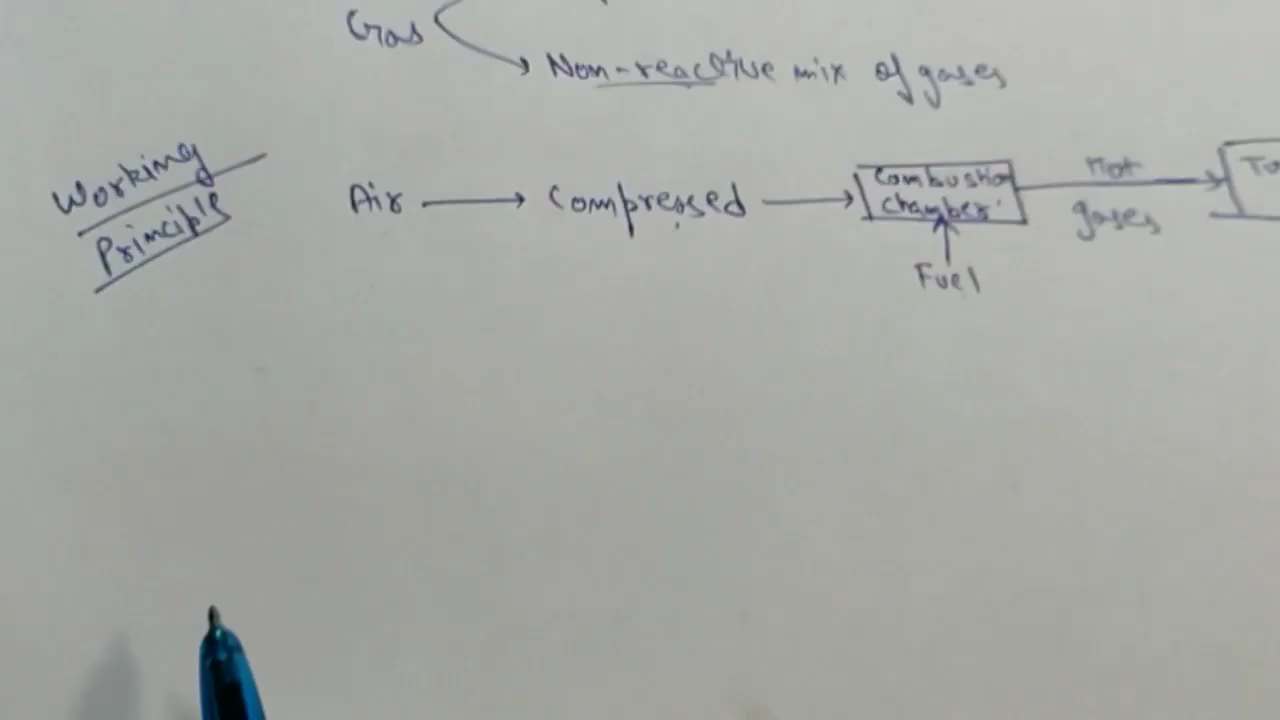 Gas
Non-reactive mix of gases
Working
Principle
Air Compressed Combustion
chamber
Hot
gases
Fuel